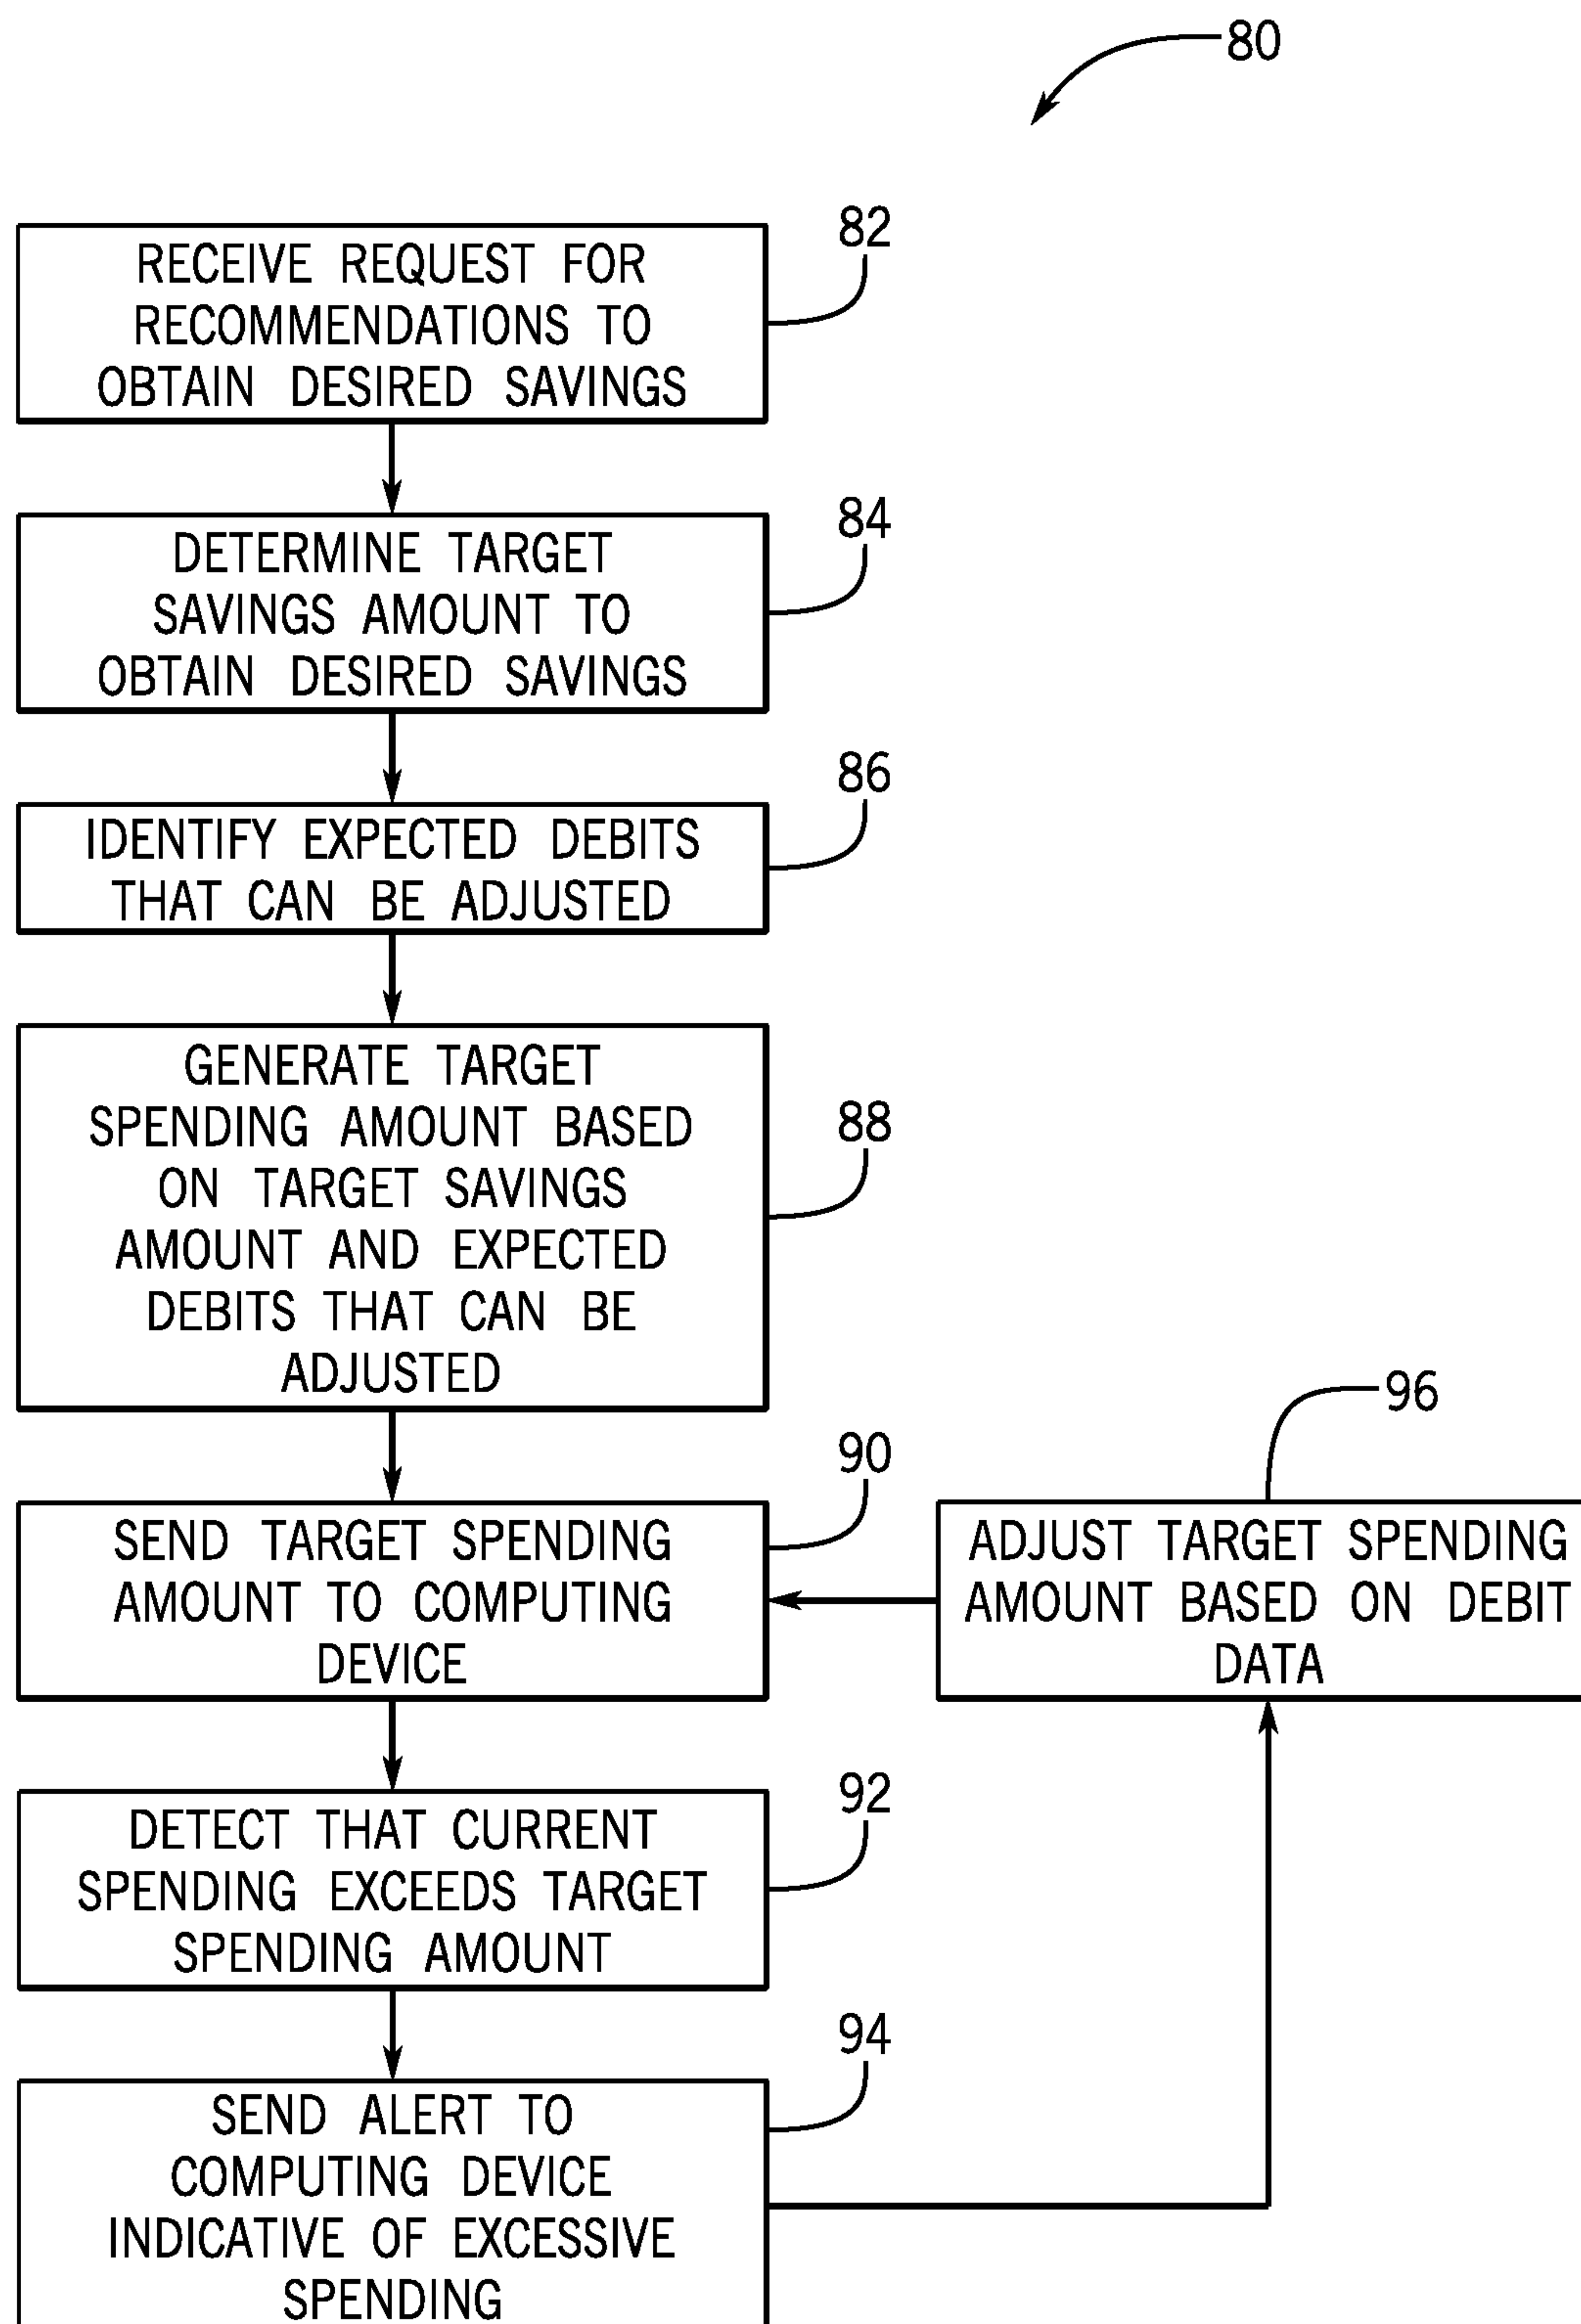 80
RECEIVE REQUEST FOR
RECOMMENDATIONS TO
OBTAIN DESIRED SAVINGS
82
DETERMINE TARGET
SAVINGS AMOUNT TO
OBTAIN DESIRED SAVINGS
84
IDENTIFY EXPECTED DEBITS
THAT CAN BE ADJUSTED
86
GENERATE TARGET
SPENDING AMOUNT BASED
ON TARGET SAVINGS
AMOUNT AND EXPECTED
DEBITS THAT CAN BE
ADJUSTED
88
SEND TARGET SPENDING
AMOUNT TO COMPUTING
DEVICE
90
ADJUST TARGET SPENDING
AMOUNT BASED ON DEBIT
DATA
96
DETECT THAT CURRENT
SPENDING EXCEEDS TARGET
SPENDING AMOUNT
92
SEND ALERT TO
COMPUTING DEVICE
INDICATIVE OF EXCESSIVE
SPENDING
94